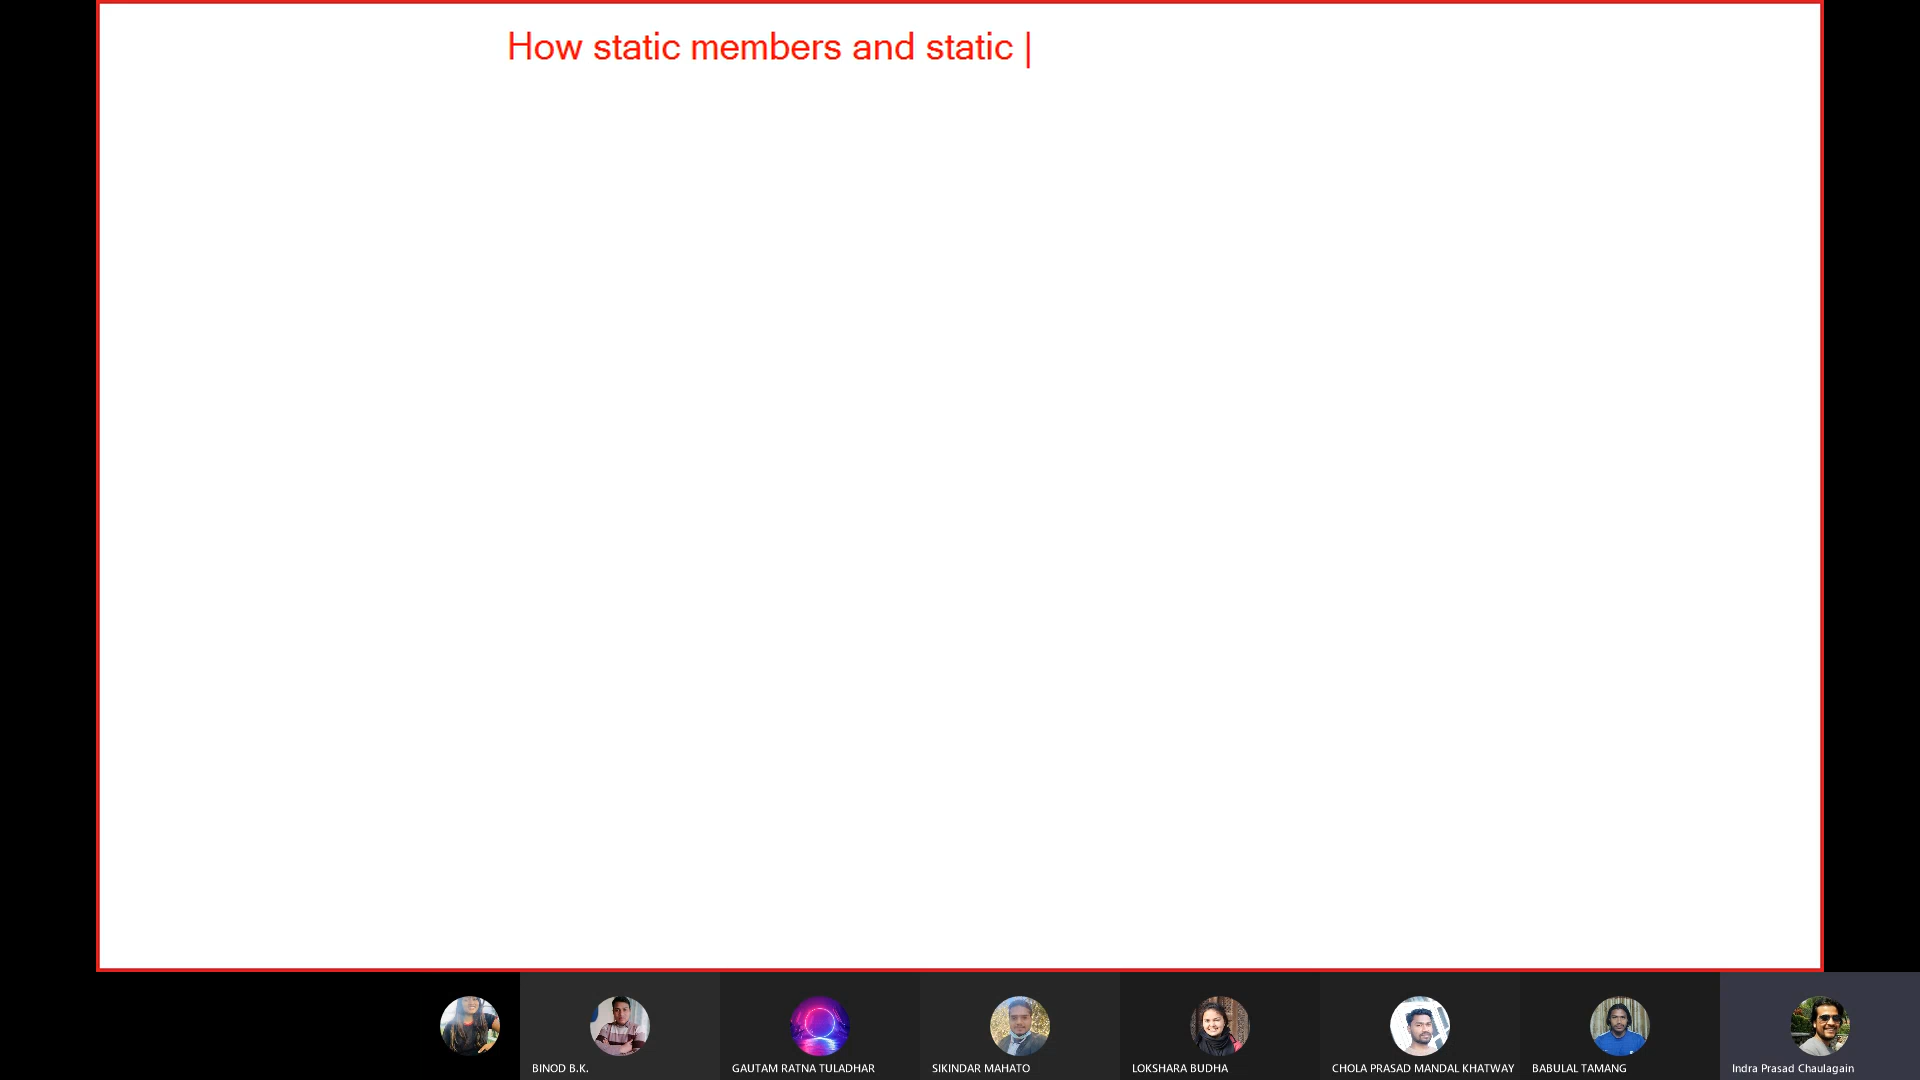 How static members and static
BINOD B.K.
GAUTAM RATNA TULADHAR
SIKINDAR MAHATO
LOKSHARA BUDHA
CHOLA PRASAD MANDAL KHATWAY
BABULAL TAMANG
Indra Prasad Chaulagain